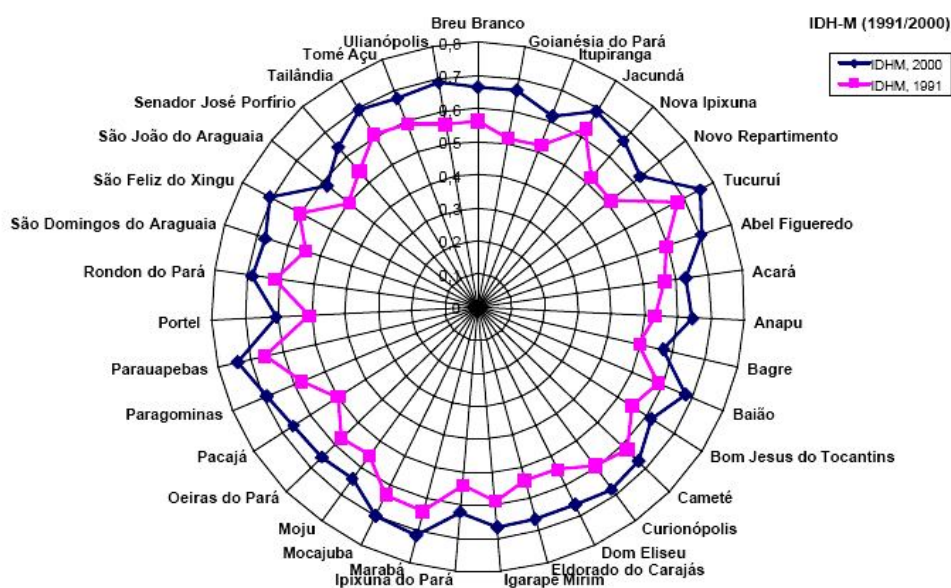 IDH-M (1991/2000)
IDHM, 2000
IDHM, 1991
Breu Branco
Goianésia do Pará
Itupiranga
Jacundá
Nova Ipixuna
Novo Repartimento
Tucuruí
Abel Figueredo
Acará
Anapu
Bagre
Baião
Bom Jesus do Tocantins
Cameté
Curionópolis
Dom Eliseu
Eldorado do Carajás
Igarapé Mirim
Ipixuna do Pará
Marabá
Mocajuba
Moju
Oeiras do Pará
Pacajá
Paragominas
Parauapebas
Portel
Rondon do Pará
São Domingos do Araguaia
São Feliz do Xingu
São João do Araguaia
Senador José Porfírio
Tailândia
Tomé Açu
Ulianópolis
0,8
0,7
0,6
0,5
0,4
0,3
0,2
0,1
0